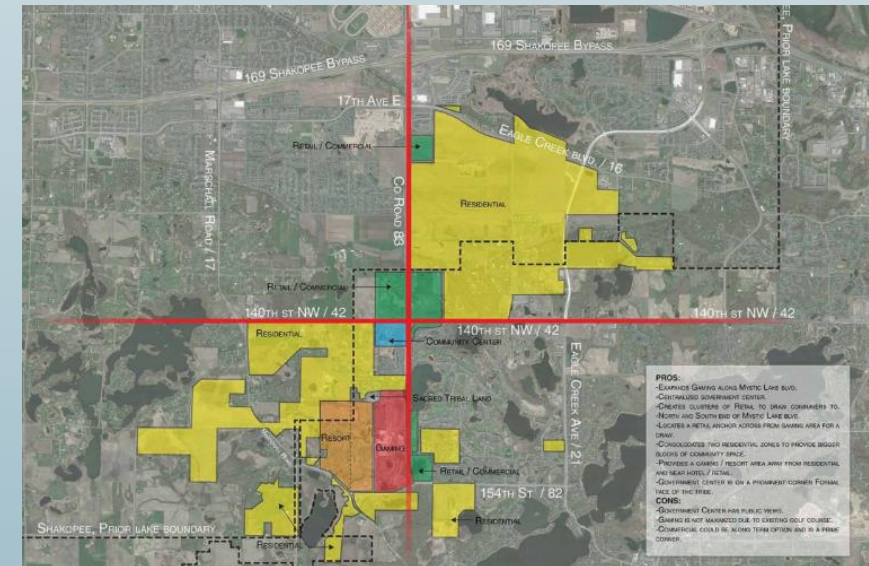 169 Shakopee Bypass
169 Shakopee Bypass
17th Ave E
Shakopee, Prior Lake boundary
Eagle Creek Blvd. / 16
Retail / Commercial
Marschall Road / 17
Co Road 83
Residential
Retail / Commercial
140th St NW / 42
140th St NW / 42
140th St NW / 42
Residential
Community Center
Eagle Creek Ave / 21
Sacred Tribal Land
Resort
Gaming
Retail / Commercial
154th St. / 82
Residential
Shakopee, Prior Lake boundary
Residential
PROS:
-Expands Gaming along Mystic Lake Blvd.
-Centralized government center.
-Creates clusters of Retail to draw commuters to.
-North and South end of Mystic Lake Blvd.
-Locates a retail anchor across from gaming area for a
draw.
-Consolidated two residential zones to provide bigger
blocks of community space.
-Provides a gaming / resort area away from residential
and near hotel / retail.
-Government center is on a prominent corner Formal
face of the tribe.
CONS:
-Government Center has public views.
-Gaming is not maximized due to existing golf course.
-Commercial could be along term option and is a prime
corner.